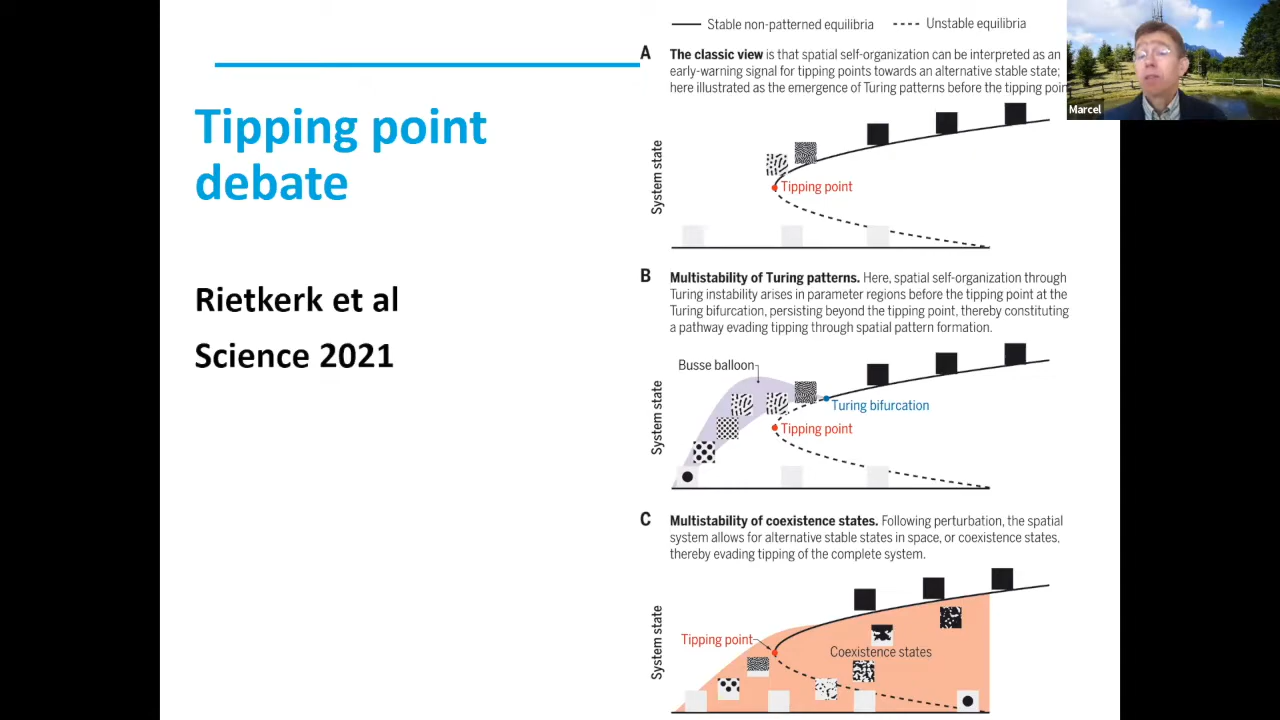 Tipping point
debate
Rietkerk et al
Science 2021
Stable non-patterned equilibria
Unstable equilibria
A
The classic view is that spatial self-organization can be interpreted as an
early-warning signal for tipping points towards an alternative stable state;
here illustrated as the emergence of Turing patterns before the tipping poin
Marcel
System state
Tipping point
B
Multistability of Turing patterns. Here, spatial self-organization through
Turing instability arises in parameter regions before the tipping point at the
Turing bifurcation, persisting beyond the tipping point, thereby constituting
a pathway evading tipping through spatial pattern formation.
Busse balloon
System state
Turing bifurcation
Tipping point
C
Multistability of coexistence states. Following perturbation, the spatial
system allows for alternative stable states in space, or coexistence states,
thereby evading tipping of the complete system.
System state
Tipping point
Coexistence states